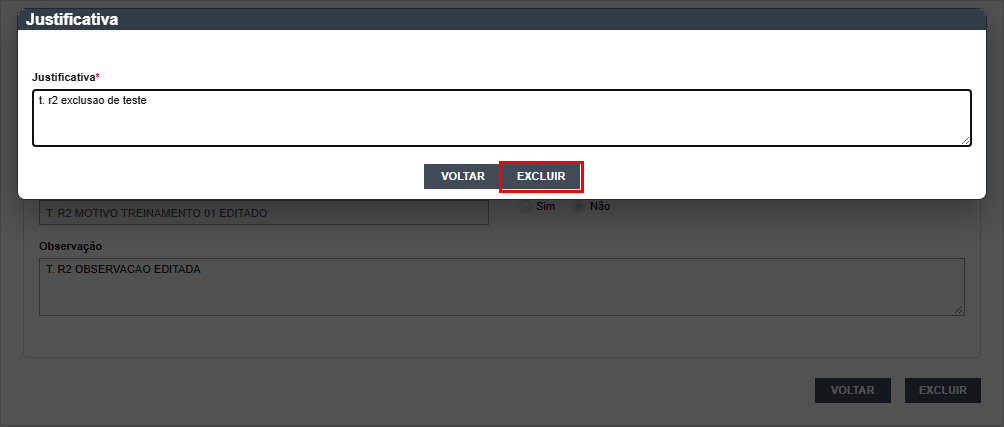 Justificativa
Justificativa*
t. r2 exclusao de teste
VOLTAR EXCLUIR
T. R2 MOTIVO TREINAMENTO 01 EDITADO Sim Não
Observação
T. R2 OBSERVACAO EDITADA
VOLTAR EXCLUIR